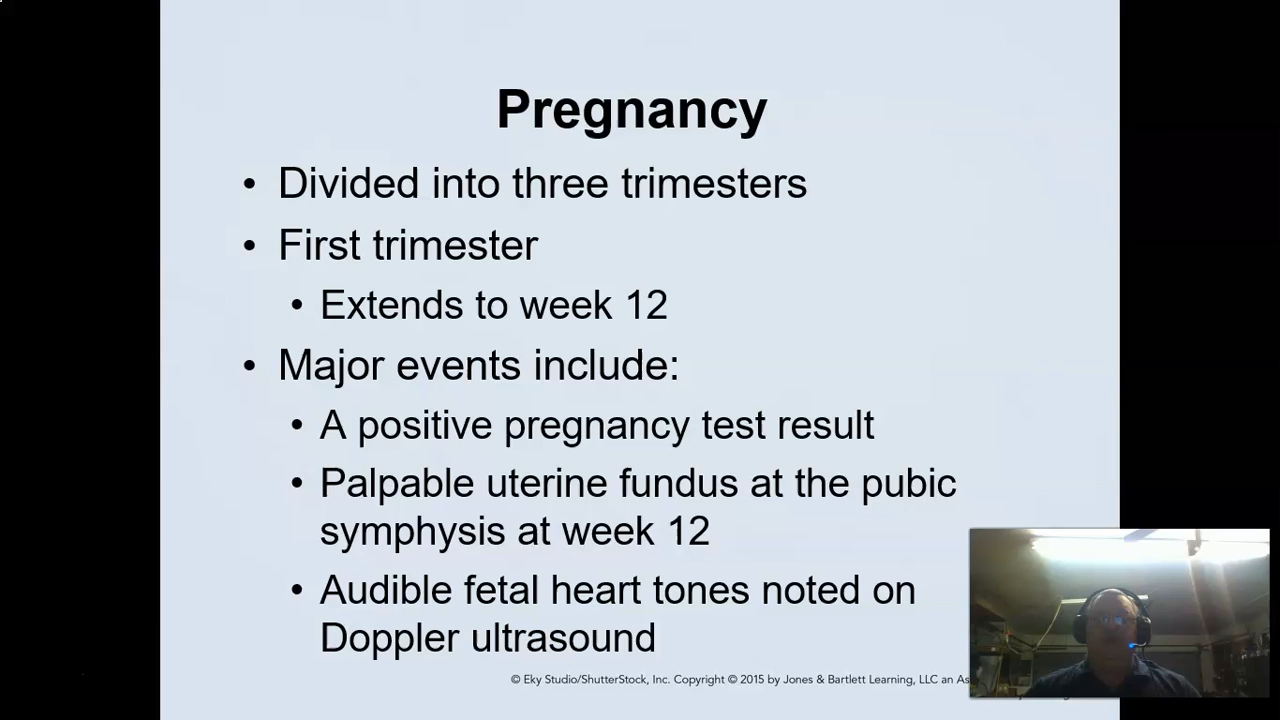 Pregnancy
• Divided into three trimesters
• First trimester
• Extends to week 12
• Major events include:
• A positive pregnancy test result
• Palpable uterine fundus at the pubic
symphysis at week 12
• Audible fetal heart tones noted on
Doppler ultrasound
© Eky Studio/ShutterStock, Inc. Copyright © 2015 by Jones & Bartlett Learning, LLC an